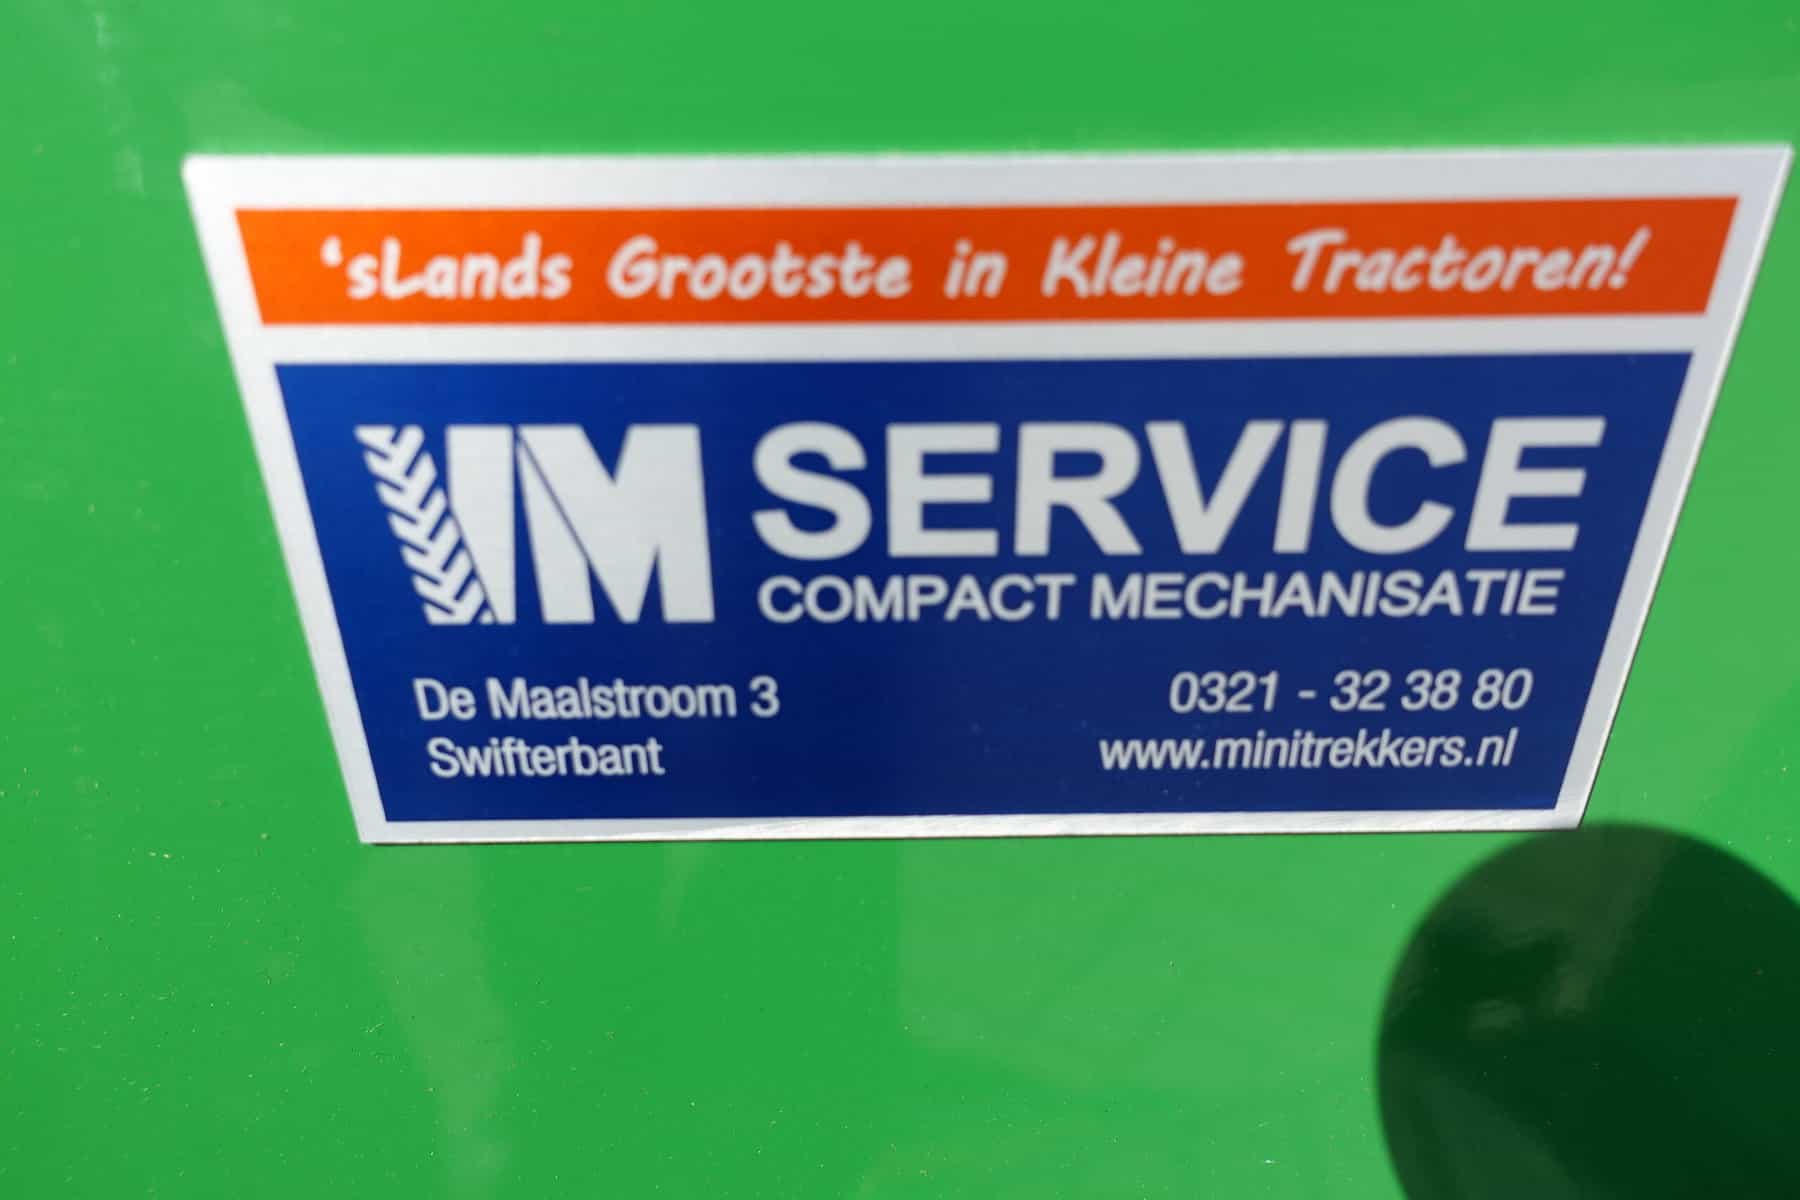 'sLands Grootste in Kleine Tractoren!
IM SERVICE
COMPACT MECHANISATIE
De Maalstroom 3
Swifterbant
0321 - 32 38 80
www.minitrekkers.nl